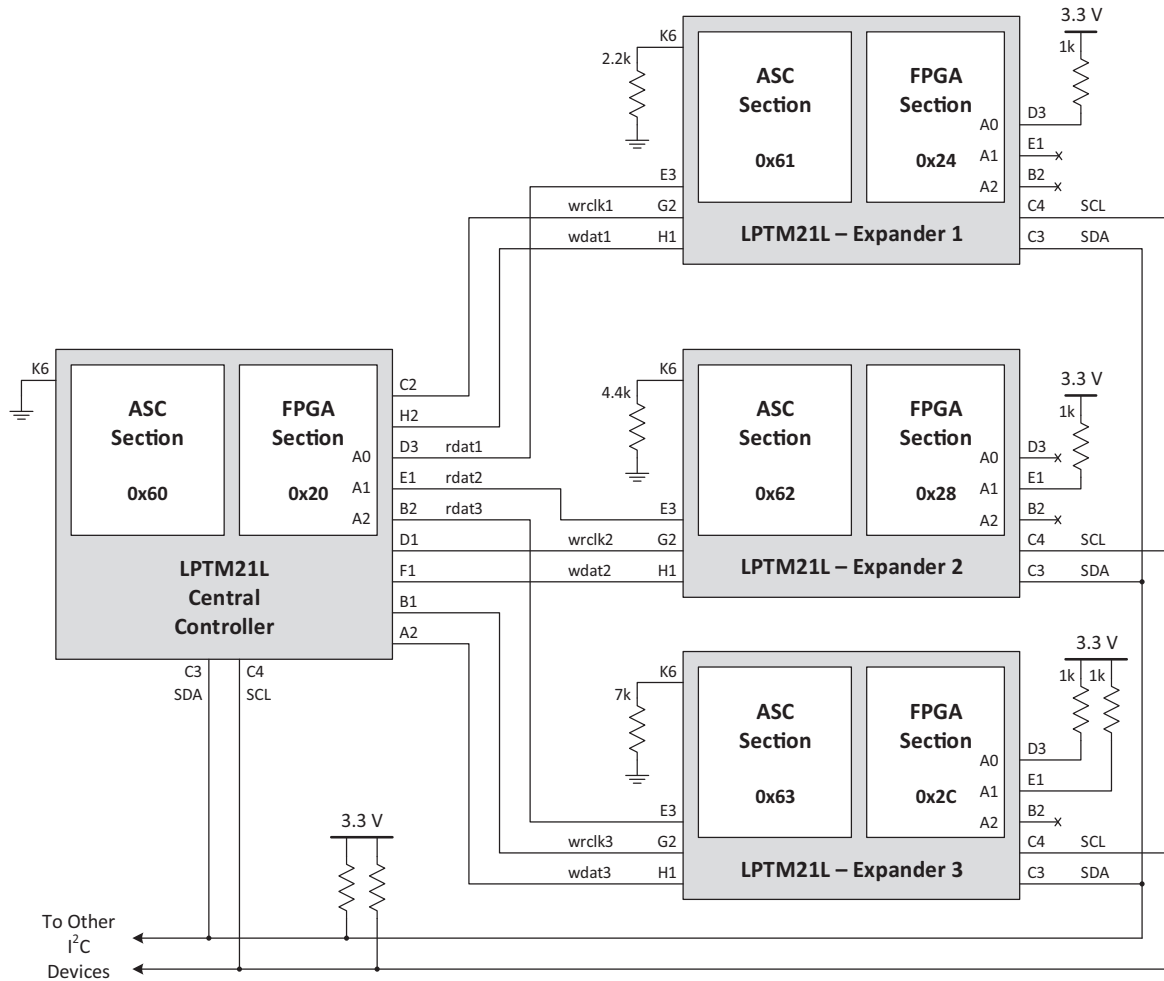 3.3 V
1k
K6
2.2k
ASC
Section
0x61
FPGA
Section
0x24
A0
A1
A2
D3
E1
B2
C4 SCL
C3 SDA
E3
wrclk1 G2
wdat1 H1
LPTM21L – Expander 1
K6
ASC
Section
0x60
FPGA
Section
0x20
A0
A1
A2
C2
H2
D3 rdat1
E1 rdat2
B2 rdat3
D1
F1
B1
A2
LPTM21L
Central
Controller
C3
SDA
C4
SCL
K6
4.4k
ASC
Section
0x62
FPGA
Section
0x28
A0
A1
A2
3.3 V
1k
D3
E1
B2
C4 SCL
C3 SDA
E3
wrclk2 G2
wdat2 H1
LPTM21L – Expander 2
K6
7k
ASC
Section
0x63
FPGA
Section
0x2C
A0
A1
A2
3.3 V
1k 1k
D3
E1
B2
C4 SCL
C3 SDA
E3
wrclk3 G2
wdat3 H1
LPTM21L – Expander 3
3.3 V
To Other
I²C
Devices